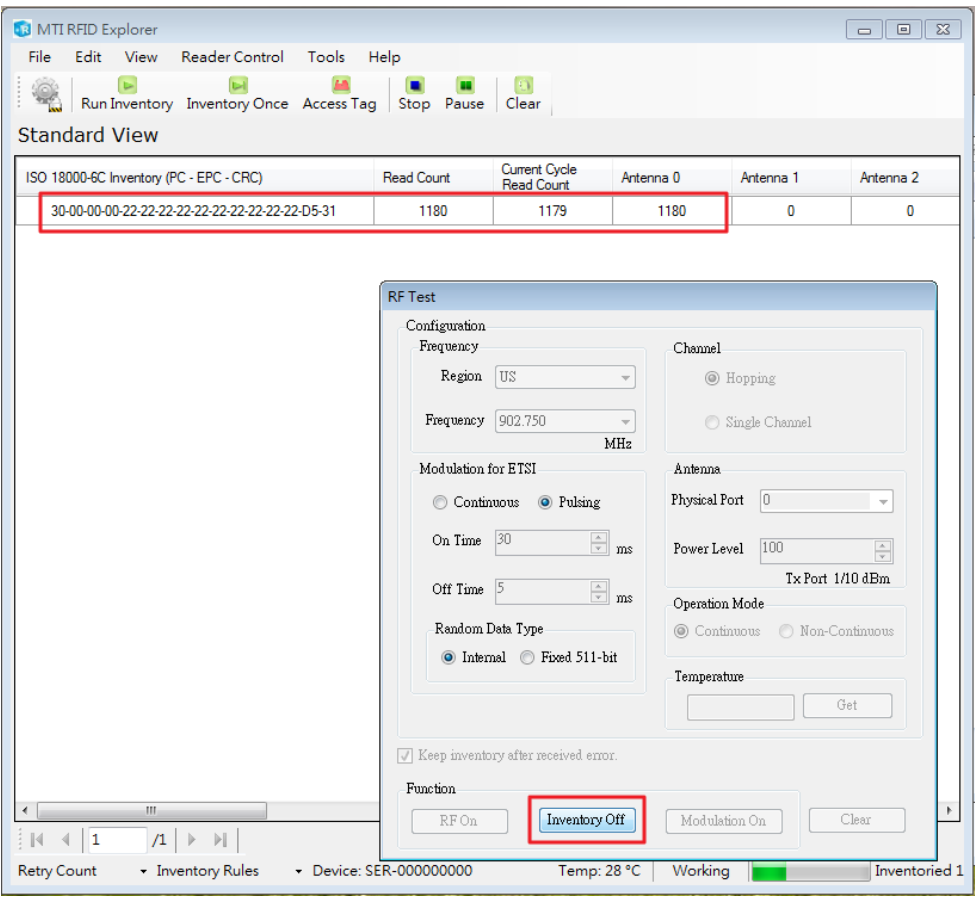 MTI RFID Explorer
File Edit View Reader Control Tools Help
Run Inventory Inventory Once Access Tag Stop Pause Clear
Standard View
ISO 18000-6C Inventory (PC - EPC - CRC) Read Count Current Cycle Read Count Antenna 0 Antenna 1 Antenna 2
30-00-00-00-22-22-22-22-22-22-22-22-22-22-D5-31 1180 1179 1180 0 0
RF Test
Configuration
Frequency
Region US
Frequency 902.750
MHz
Channel
Hopping
Single Channel
Modulation for ETSI
Continuous Pulsing
On Time 30 ms
Off Time 5 ms
Random Data Type
Internal Fixed 511-bit
Antenna
Physical Port 0
Power Level 100
Tx Port 1/10 dBm
Operation Mode
Continuous Non-Continuous
Temperature
Get
Keep inventory after received error.
Function
RF On Inventory Off Modulation On Clear
1 /1
Retry Count Inventory Rules Device: SER-000000000 Temp: 28 °C Working Inventoried 1